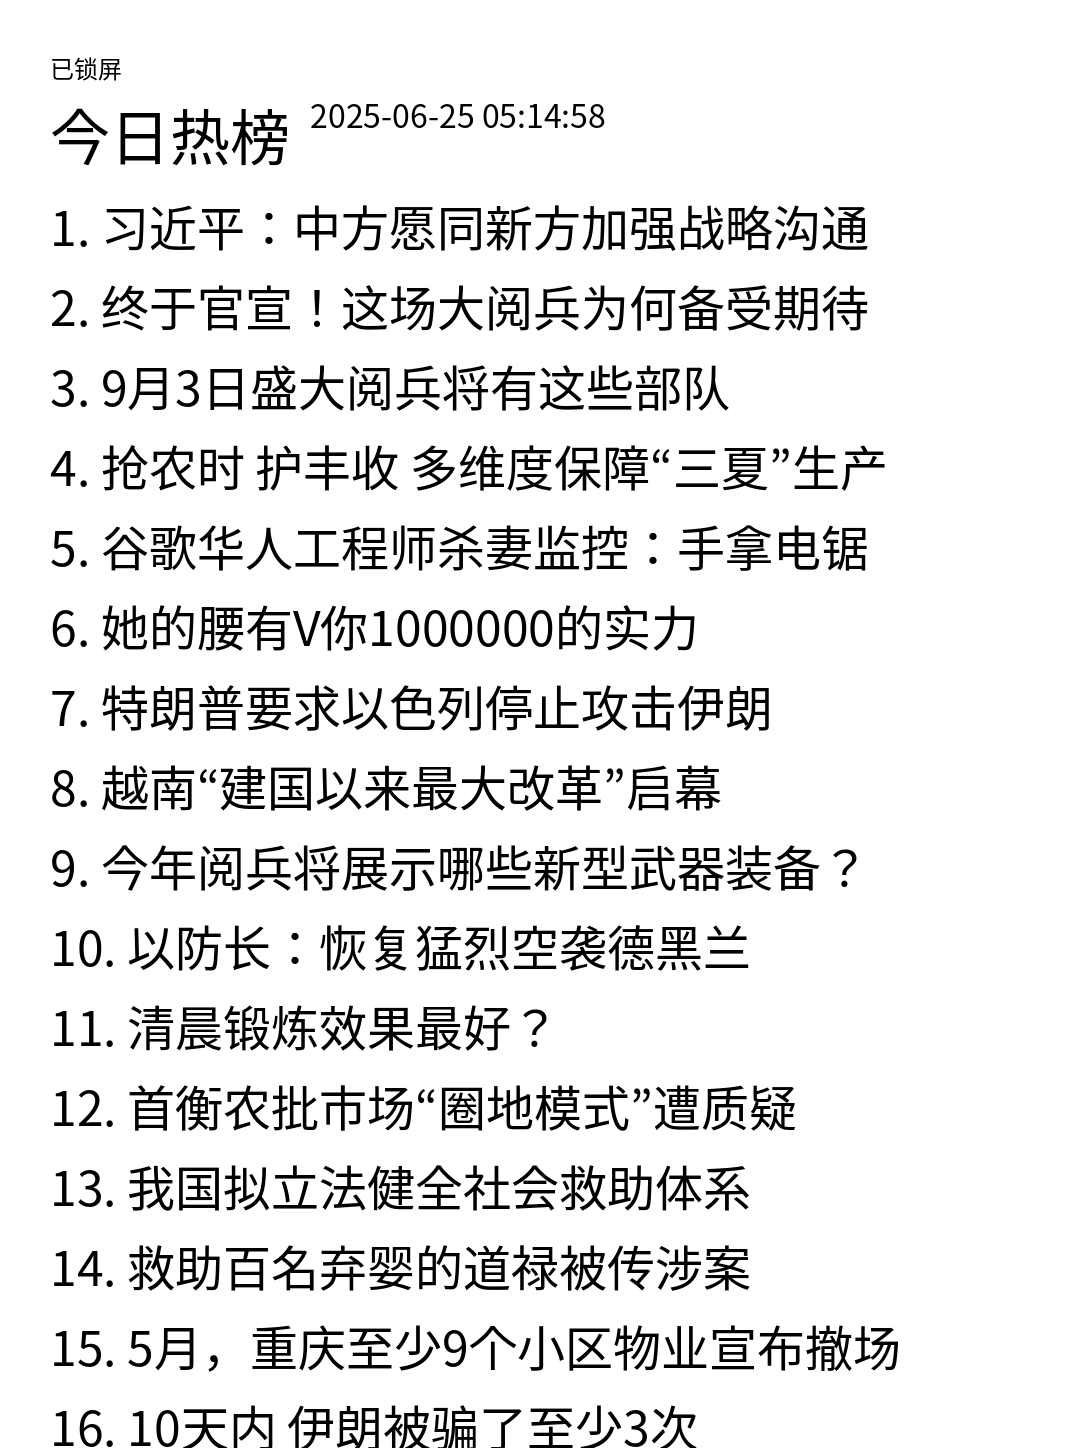 已锁屏
今日热榜 2025-06-25 05:14:58
1. 习近平：中方愿同新方加强战略沟通
2. 终于官宣！这场大阅兵为何备受期待
3. 9月3日盛大阅兵将有这些部队
4. 抢农时 护丰收 多维度保障“三夏”生产
5. 谷歌华人工程师杀妻监控：手拿电锯
6. 她的腰有V你1000000的实力
7. 特朗普要求以色列停止攻击伊朗
8. 越南“建国以来最大改革”启幕
9. 今年阅兵将展示哪些新型武器装备？
10. 以防长：恢复猛烈空袭德黑兰
11. 清晨锻炼效果最好？
12. 首衡农批市场“圈地模式”遭质疑
13. 我国拟立法健全社会救助体系
14. 救助百名弃婴的道禄被传涉案
15. 5月，重庆至少9个小区物业宣布撤场
16. 10天内 伊朗被骗了至少3次